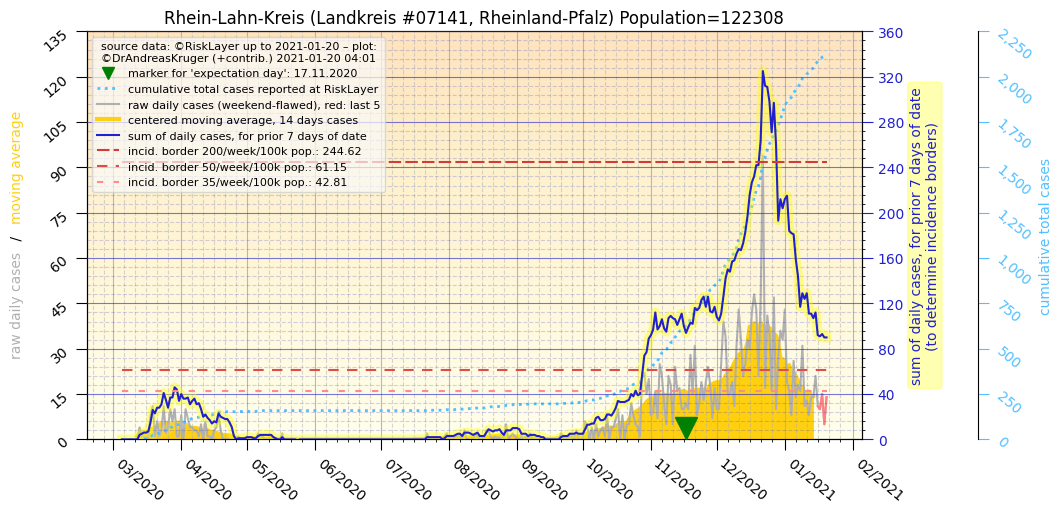 Rhein-Lahn-Kreis (Landkreis #07141, Rheinland-Pfalz) Population=122308
source data: ©RiskLayer up to 2021-01-20 – plot:
©DrAndreasKruger (+contrib.) 2021-01-20 04:01
marker for 'expectation day': 17.11.2020
cumulative total cases reported at RiskLayer
raw daily cases (weekend-flawed), red: last 5
centered moving average, 14 days cases
sum of daily cases, for prior 7 days of date
incid. border 200/week/100k pop.: 244.62
incid. border 50/week/100k pop.: 61.15
incid. border 35/week/100k pop.: 42.81
raw daily cases / moving average
135
120
105
90
75
60
45
30
15
0
03/2020
04/2020
05/2020
06/2020
07/2020
08/2020
09/2020
10/2020
11/2020
12/2020
01/2021
02/2021
360
320
280
240
200
160
120
80
40
0
sum of daily cases, for prior 7 days of date
(to determine incidence borders)
2,250
2,000
1,750
1,500
1,250
1,000
750
500
250
0
cumulative total cases